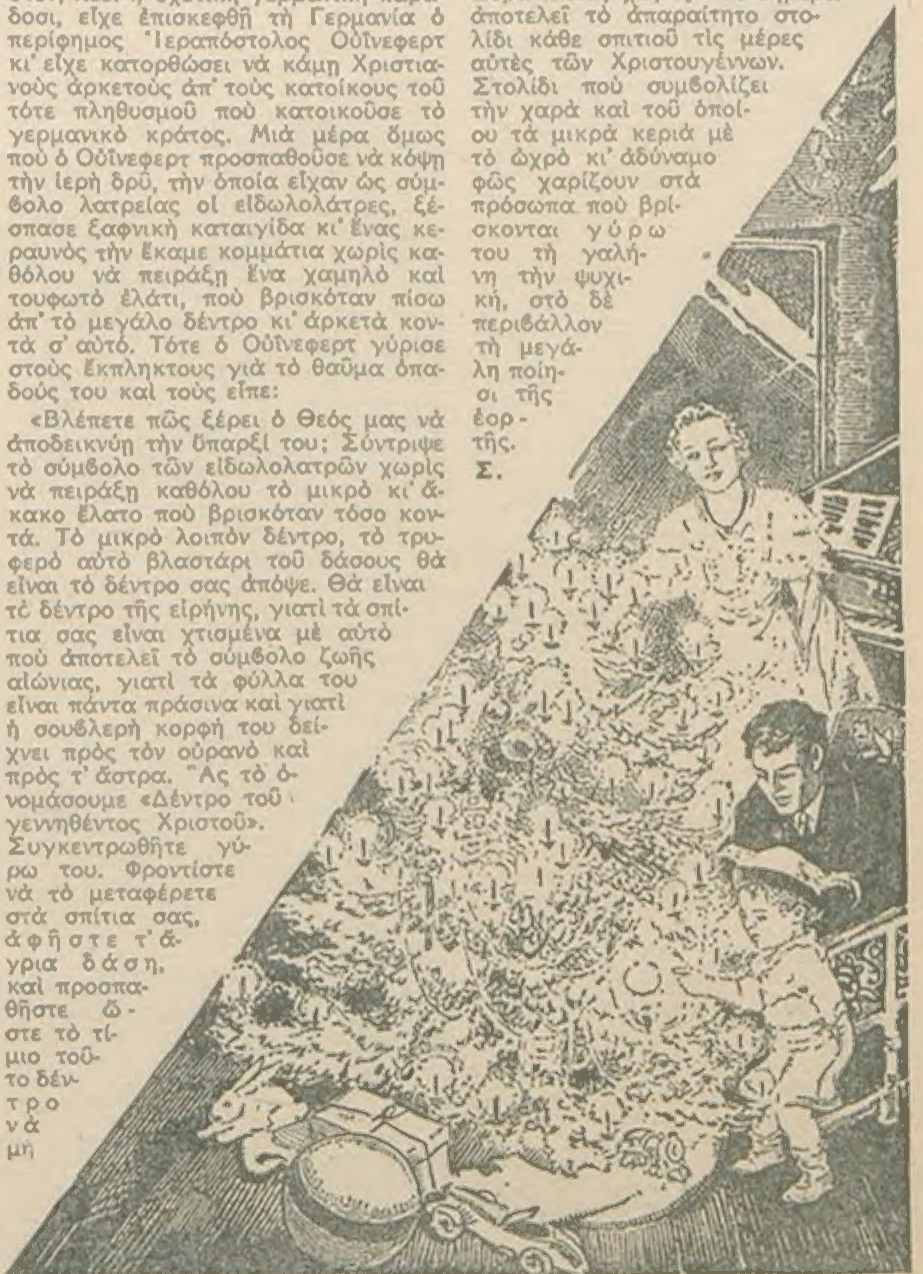 δοσι, εἶχε ἐπισκεφθῆ τὴ Γερμανία ὁ
περίφημος Ἱεραπόστολος Οὐΐνεφερτ
κι' εἶχε κατορθώσει νὰ κάμῃ Χριστια-
νοὺς ἀρκετοὺς ἀπ' τοὺς κατοίκους τοῦ
τότε πληθυσμοῦ ποὺ κατοικοῦσε τὸ
γερμανικὸ κράτος. Μιὰ μέρα ὅμως
ποὺ ὁ Οὐΐνεφερτ προσπαθοῦσε νὰ κόψῃ
τὴν ἱερὴ δρῦ, τὴν ὁποία εἶχαν ὡς σύμ-
βολο λατρείας οἱ εἰδωλολάτρες, ξέ-
σπασε ξαφνικὴ καταιγίδα κι' ἕνας κε-
ραυνὸς τὴν ἔκαμε κομμάτια χωρὶς κα-
θόλου νὰ πειράξῃ ἕνα χαμηλὸ καὶ
τουφωτὸ ἐλάτι, ποὺ βρισκόταν πίσω
ἀπ' τὸ μεγάλο δέντρο κι' ἀρκετὰ κον-
τὰ σ' αὐτό. Τότε ὁ Οὐΐνεφερτ γύρισε
στοὺς ἔκπληκτους γιὰ τὸ θαῦμα ὀπα-
δούς του καὶ τοὺς εἶπε:
«Βλέπετε πῶς ξέρει ὁ Θεός μας νὰ
ἀποδεικνύῃ τὴν ὕπαρξί του; Σύντριψε
τὸ σύμβολο τῶν εἰδωλολατρῶν χωρὶς
νὰ πειράξῃ καθόλου τὸ μικρὸ κι' ἄ-
κακο ἔλατο ποὺ βρισκόταν τόσο κον-
τά. Τὸ μικρὸ λοιπὸν δέντρο, τὸ τρυ-
φερὸ αὐτὸ βλαστάρι τοῦ δάσους θὰ
εἶναι τὸ δέντρο σας ἀπόψε. Θὰ εἶναι
τὸ δέντρο τῆς εἰρήνης, γιατὶ τὰ σπί-
τια σας εἶναι χτισμένα μὲ αὐτὸ
ποὺ ἀποτελεῖ τὸ σύμβολο ζωῆς
αἰώνιας, γιατὶ τὰ φύλλα του
εἶναι πάντα πράσινα καὶ γιατὶ
ἡ σουβλερὴ κορφή του δεί-
χνει πρὸς τὸν οὐρανὸ καὶ
πρὸς τ' ἄστρα. Ἂς τὸ ὀ-
νομάσουμε «Δέντρο τοῦ
γεννηθέντος Χριστοῦ».
Συγκεντρωθῆτε γύ-
ρω του. Φροντίστε
νὰ τὸ μεταφέρετε
στὰ σπίτια σας,
ἀφῆστε τ' ἄ-
γρια δάση,
καὶ προσπα-
θῆστε ὥ-
στε τὸ τί-
μιο τοῦ-
το δέν-
τρο
νὰ
μὴ
ἀποτελεῖ τὸ ἀπαραίτητο στο-
λίδι κάθε σπιτιοῦ τὶς μέρες
αὐτὲς τῶν Χριστουγέννων.
Στολίδι ποὺ συμβολίζει
τὴν χαρὰ καὶ τοῦ ὁποί-
ου τὰ μικρὰ κεριὰ μὲ
τὸ ὠχρὸ κι' ἀδύναμο
φῶς χαρίζουν στὰ
πρόσωπα ποὺ βρί-
σκονται γύρω
του τὴ γαλή-
νη τὴν ψυχι-
κή, στὸ δὲ
περιβάλλον
τὴ μεγά-
λη ποίη-
σι τῆς
ἑορ-
τῆς.
Σ.